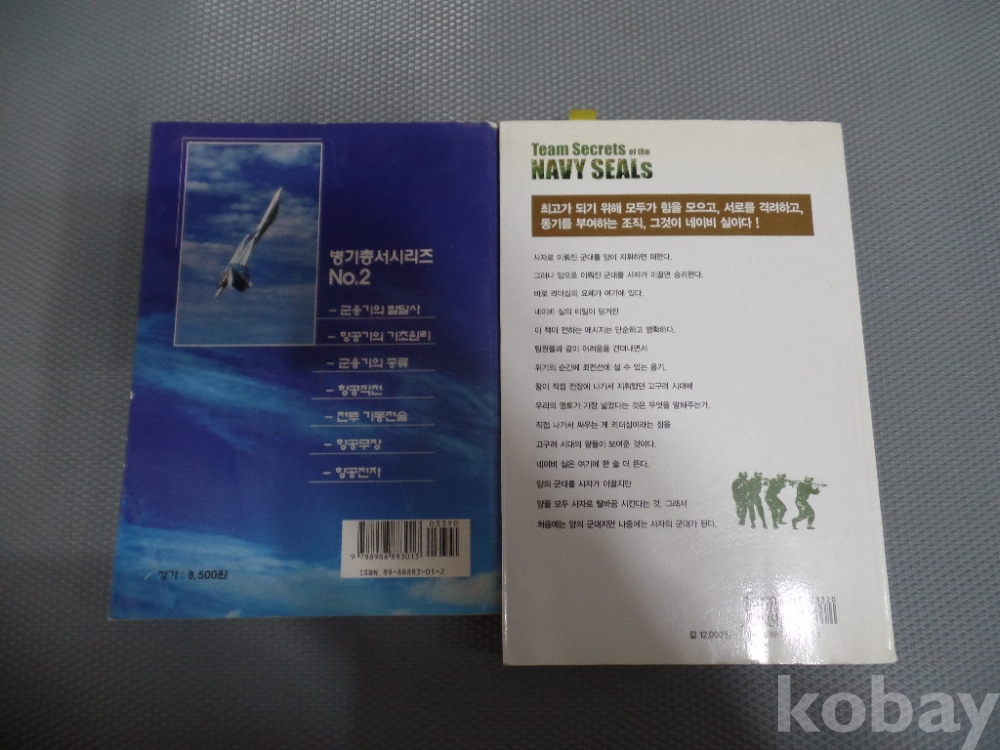 병기총서시리즈
No.2
- 군용기의 발달사
- 항공기의 기초원리
- 군용기의 종류
- 항공작전
- 전투 기동전술
- 항공무장
- 항공전자
03390
9 788986 883015
ISBN 89-86883-01-2
정가 : 8,500원
Team Secrets of the
NAVY SEALs
최고가 되기 위해 모두가 힘을 모으고, 서로를 격려하고,
동기를 부여하는 조직, 그것이 네이비 실이다 !
사자로 이뤄진 군대를 양이 지휘하면 패한다.
그러나 양으로 이뤄진 군대를 사자가 이끌면 승리한다.
바로 리더십의 요체가 여기에 있다.
네이비 실의 비밀이 담겨진
이 책이 전하는 메시지는 단순하고 명확하다.
팀원들과 같이 어려움을 견뎌내면서
위기의 순간에 최전선에 설 수 있는 용기.
왕이 직접 전장에 나가서 지휘했던 고구려 시대에
우리의 영토가 가장 넓었다는 것은 무엇을 말해주는가.
직접 나가서 싸우는 게 리더십이라는 점을
고구려 시대의 왕들이 보여준 것이다.
네이비 실은 여기에 한 술 더 뜬다.
양의 군대를 사자가 이끌지만
양을 모두 사자로 탈바꿈 시킨다는 것. 그래서
처음에는 양의 군대지만 나중에는 사자의 군대가 된다.
값 12,000원
kobay